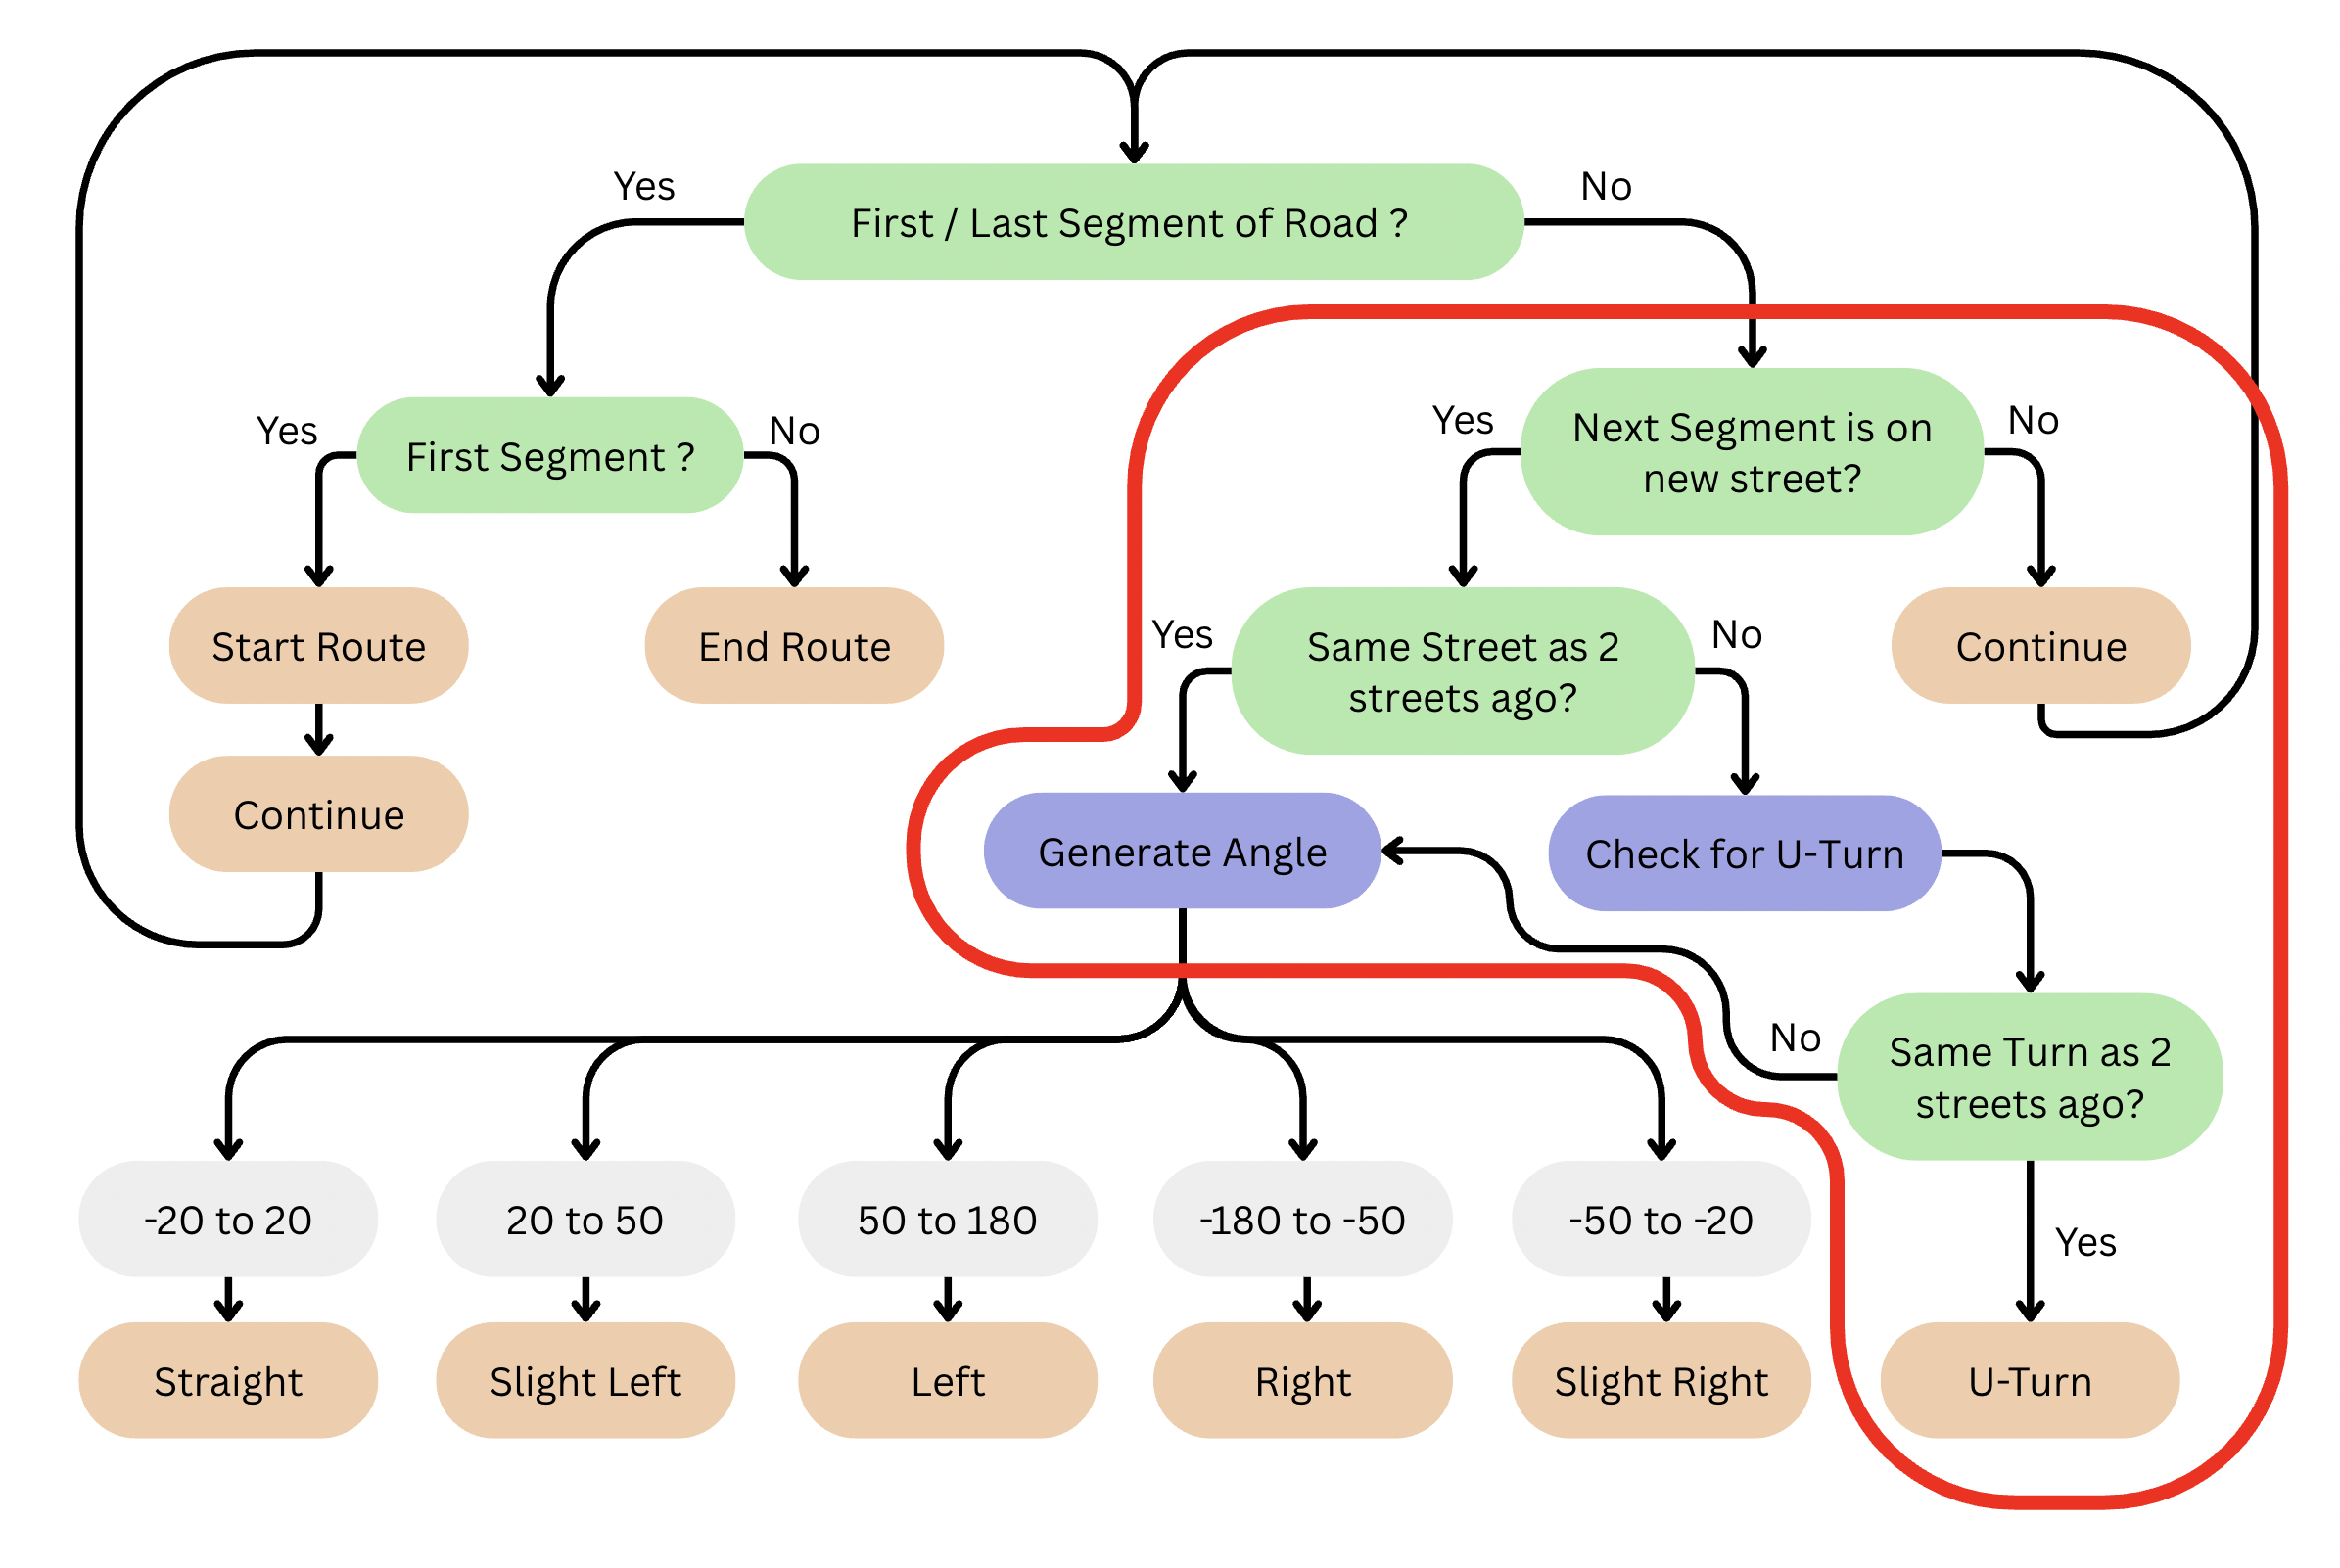 Yes
First / Last Segment of Road ?
No
Yes
First Segment ?
No
Yes
Next Segment is on
new street?
No
Start Route
End Route
Yes
Same Street as 2
streets ago?
No
Continue
Continue
Generate Angle
Check for U-Turn
No
Same Turn as 2
streets ago?
Yes
-20 to 20
20 to 50
50 to 180
-180 to -50
-50 to -20
Straight
Slight Left
Left
Right
Slight Right
U-Turn